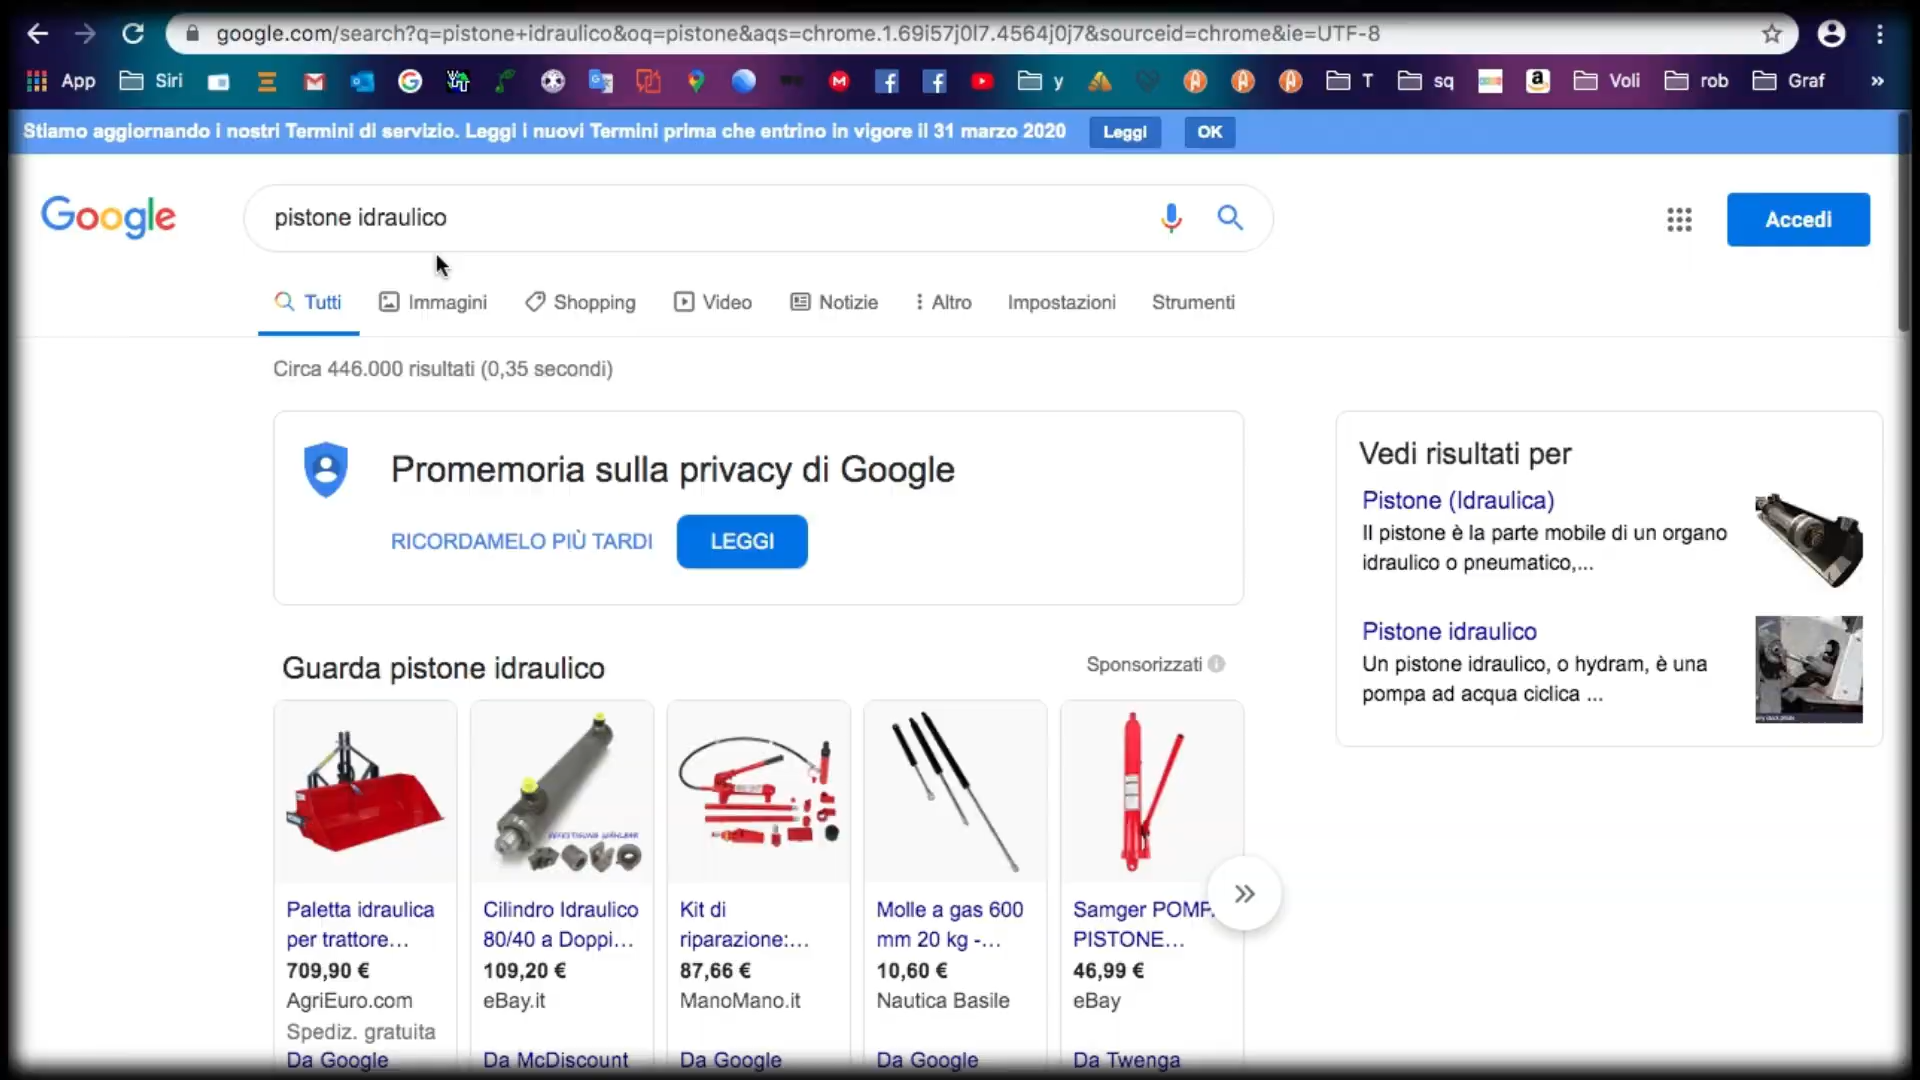 google.com/search?q=pistone+idraulico&oq=pistone&aqs=chrome.1.69i57j0l7.4564j0j7&sourceid=chrome&ie=UTF-8
App Siri y T sq Voli rob Graf »
Stiamo aggiornando i nostri Termini di servizio. Leggi i nuovi Termini prima che entrino in vigore il 31 marzo 2020 Leggi OK
Google pistone idraulico Accedi
Tutti Immagini Shopping Video Notizie Altro Impostazioni Strumenti
Circa 446.000 risultati (0,35 secondi)
Promemoria sulla privacy di Google
RICORDAMELO PIÙ TARDI LEGGI
Vedi risultati per
Pistone (Idraulica)
Il pistone è la parte mobile di un organo
idraulico o pneumatico,...
Pistone idraulico
Un pistone idraulico, o hydram, è una
pompa ad acqua ciclica ...
Guarda pistone idraulico Sponsorizzati
Paletta idraulica
per trattore...
709,90 €
AgriEuro.com
Spediz. gratuita
Da Google
Cilindro Idraulico
80/40 a Doppi...
109,20 €
eBay.it
Da McDiscount
Kit di
riparazione:...
87,66 €
ManoMano.it
Da Google
Molle a gas 600
mm 20 kg -...
10,60 €
Nautica Basile
Da Google
Samger POMP
PISTONE...
46,99 €
eBay
Da Twenga